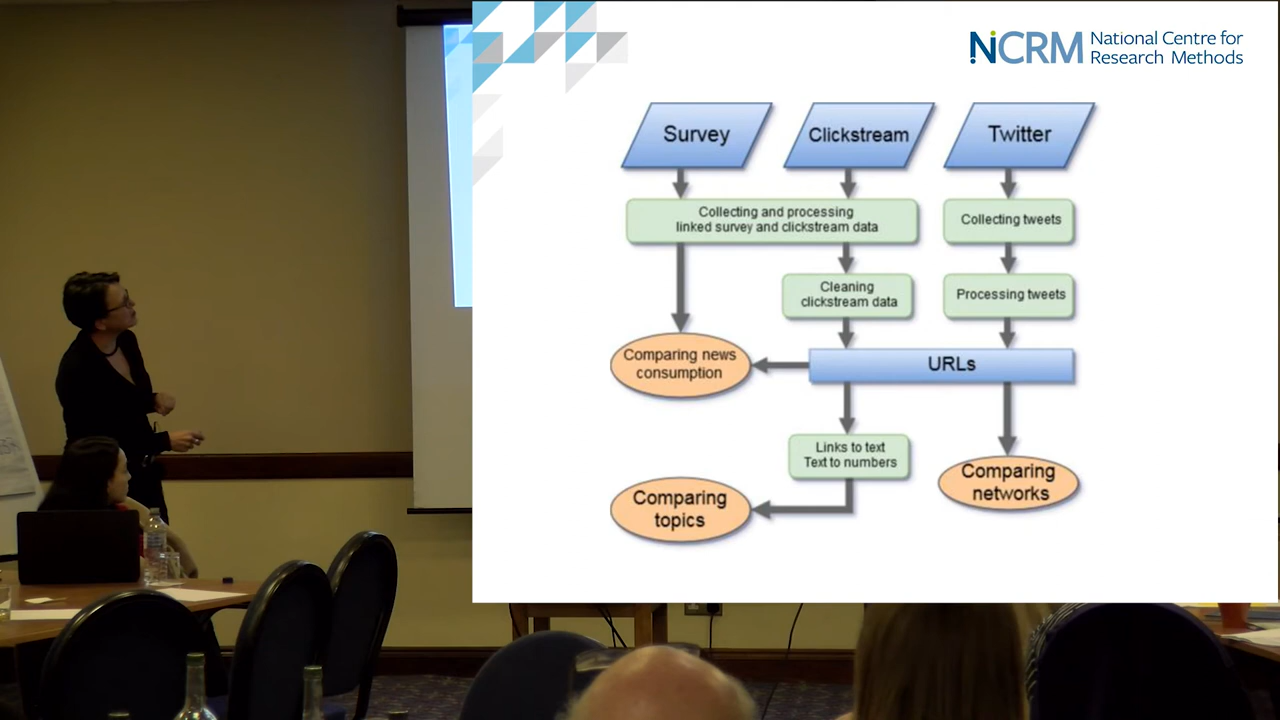 NCRM National Centre for
Research Methods
Survey
Clickstream
Twitter
Collecting and processing
linked survey and clickstream data
Collecting tweets
Cleaning
clickstream data
Processing tweets
Comparing news
consumption
URLs
Links to text
Text to numbers
Comparing
topics
Comparing
networks